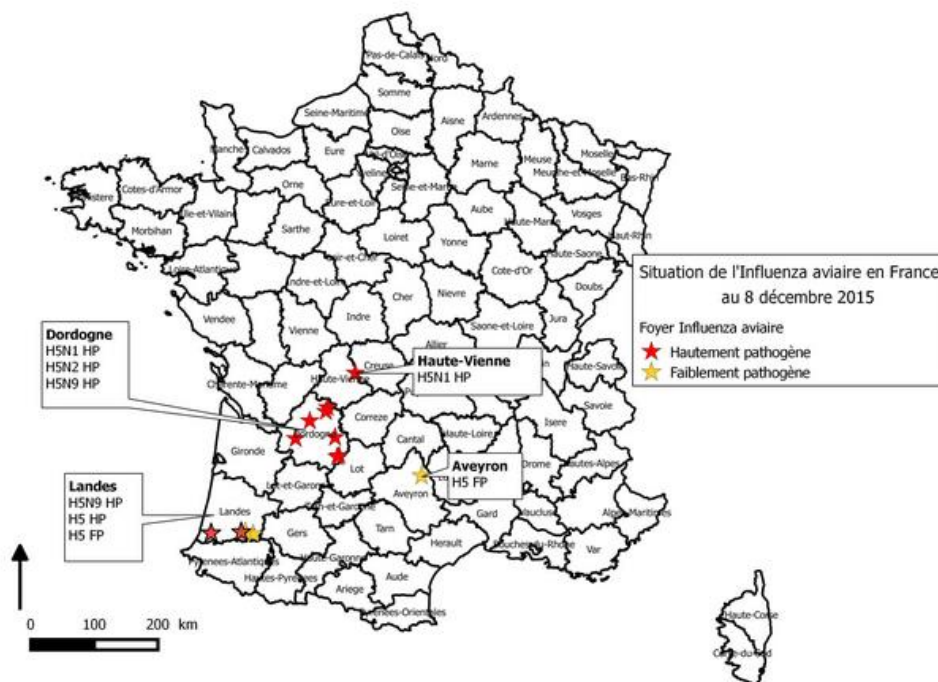 Situation de l'Influenza aviaire en France
au 8 décembre 2015
Foyer Influenza aviaire
Hautement pathogène
Faiblement pathogène
Dordogne
H5N1 HP
H5N2 HP
H5N9 HP
Haute-Vienne
H5N1 HP
Landes
H5N9 HP
H5 HP
H5 FP
Aveyron
H5 FP
Pas-de-Calais
Nord
Somme
Seine-Maritime
Aisne
Ardennes
Oise
Manche
Calvados
Eure
Marne
Meuse
Moselle
Meurthe-et-Moselle
Bas-Rhin
Orne
Seine-et-Marne
Finistere
Cotes-d'Armor
Ille-et-Vilaine
Eure-et-Loir
Aube
Haute-Marne
Vosges
Haut-Rhin
Morbihan
Sarthe
Loiret
Yonne
Haute-Saone
Loire-Atlantique
Loir-et-Cher
Cote-d'Or
Doubs
Indre-et-Loire
Cher
Nievre
Jura
Vendee
Vienne
Indre
Saone-et-Loire
Allier
Charente-Maritime
Haute-Vienne
Creuse
Haute-Savoie
Savoie
Correze
Isere
Dordogne
Cantal
Haute-Loire
Gironde
Lot
Drome
Hautes-Alpes
Lot-et-Garonne
Aveyron
Tarn-et-Garonne
Gard
Vaucluse
Alpes-Maritimes
Landes
Gers
Tarn
Herault
Bouches-du-Rhone
Var
Pyrenees-Atlantiques
Haute-Garonne
Hautes-Pyrenees
Ariege
Aude
Pyrenees-Orientales
Haute-Corse
Corse-du-Sud
0 100 200 km